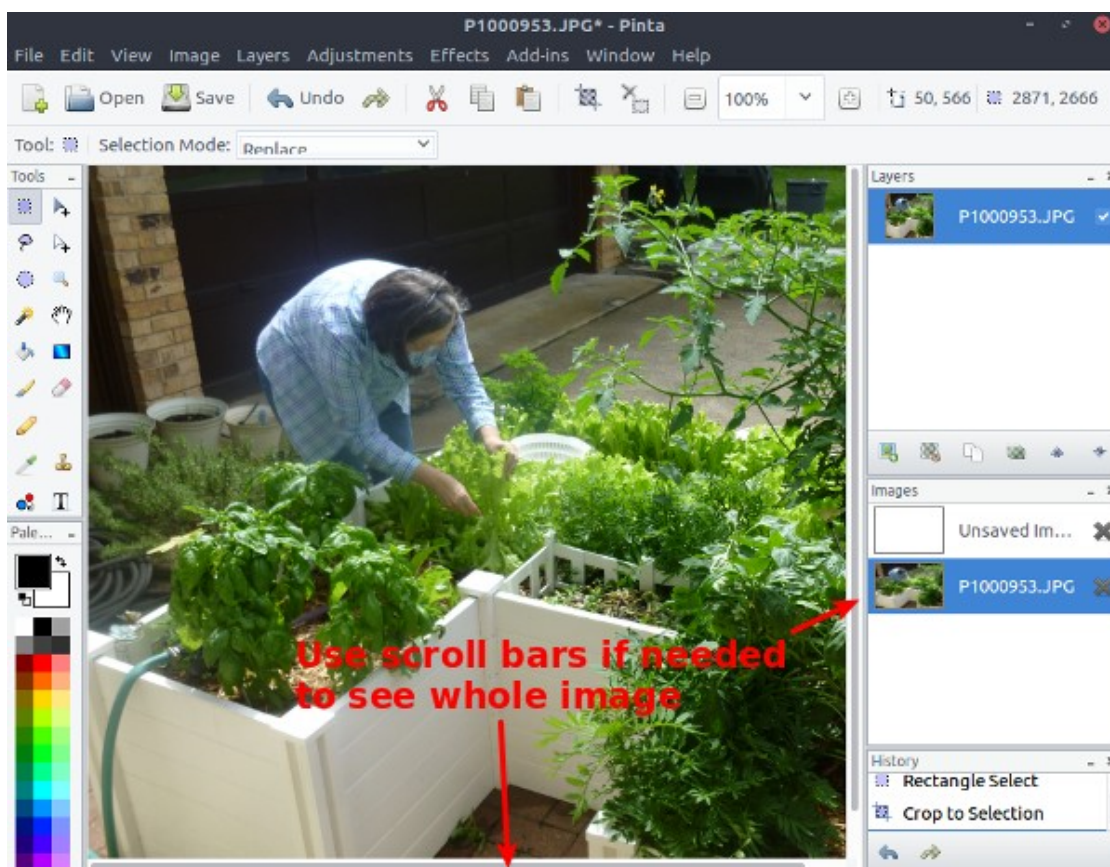 P1000953.JPG* - Pinta
File Edit View Image Layers Adjustments Effects Add-ins Window Help
Open Save Undo 100% 50, 566 2871, 2666
Tool: Selection Mode: Replace
Tools
Layers
P1000953.JPG
Images
Unsaved Im...
P1000953.JPG
Pale...
Use scroll bars if needed
to see whole image
History
Rectangle Select
Crop to Selection